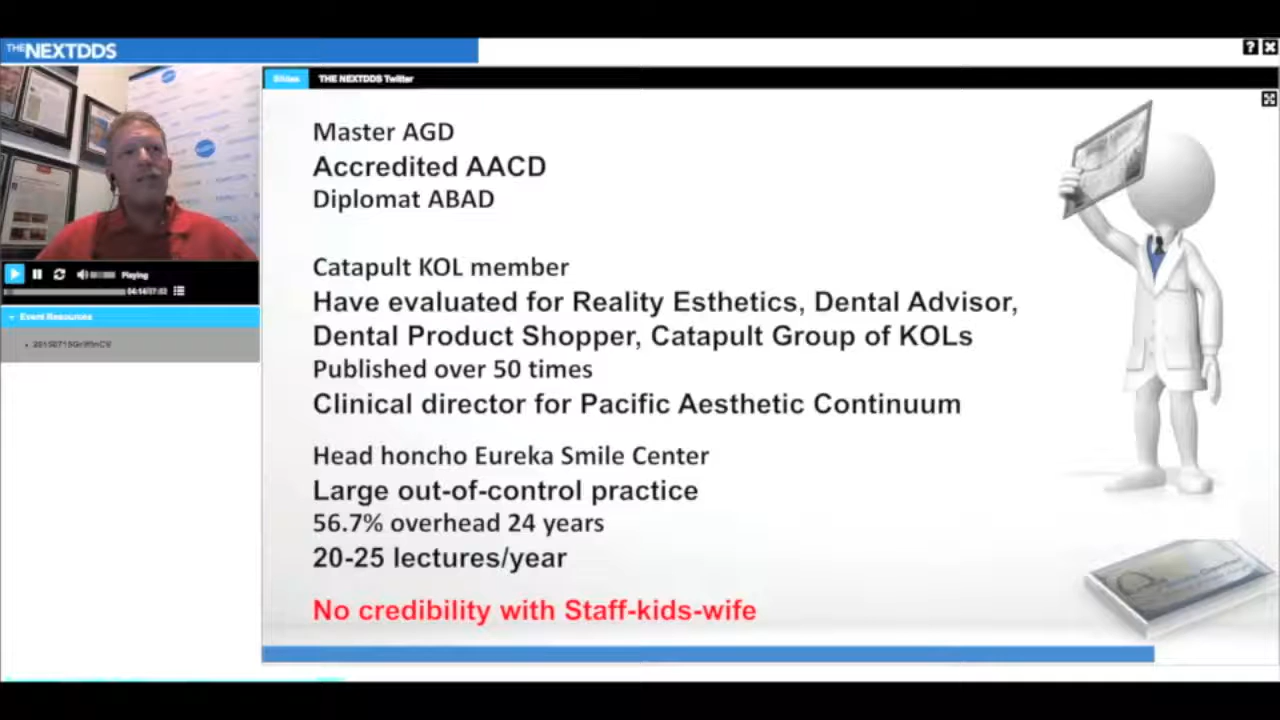 THENEXTDDS
Slides
THE NEXTDDS Twitter
Playing
Event Resources
Master AGD
Accredited AACD
Diplomat ABAD
Catapult KOL member
Have evaluated for Reality Esthetics, Dental Advisor,
Dental Product Shopper, Catapult Group of KOLs
Published over 50 times
Clinical director for Pacific Aesthetic Continuum
Head honcho Eureka Smile Center
Large out-of-control practice
56.7% overhead 24 years
20-25 lectures/year
No credibility with Staff-kids-wife